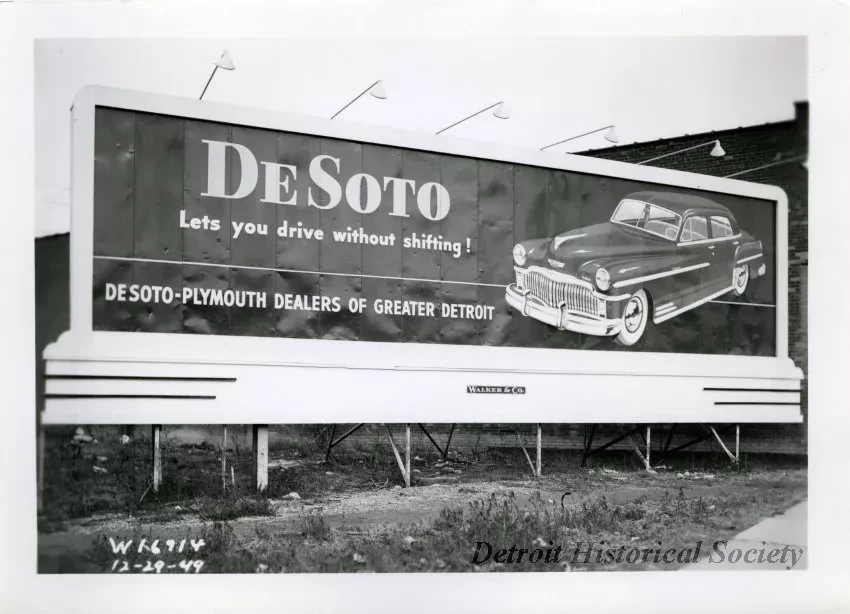 DeSoto
Lets you drive without shifting!
DESOTO-PLYMOUTH DEALERS OF GREATER DETROIT
WALKER & CO.
W16914
12-29-49
Detroit Historical Society